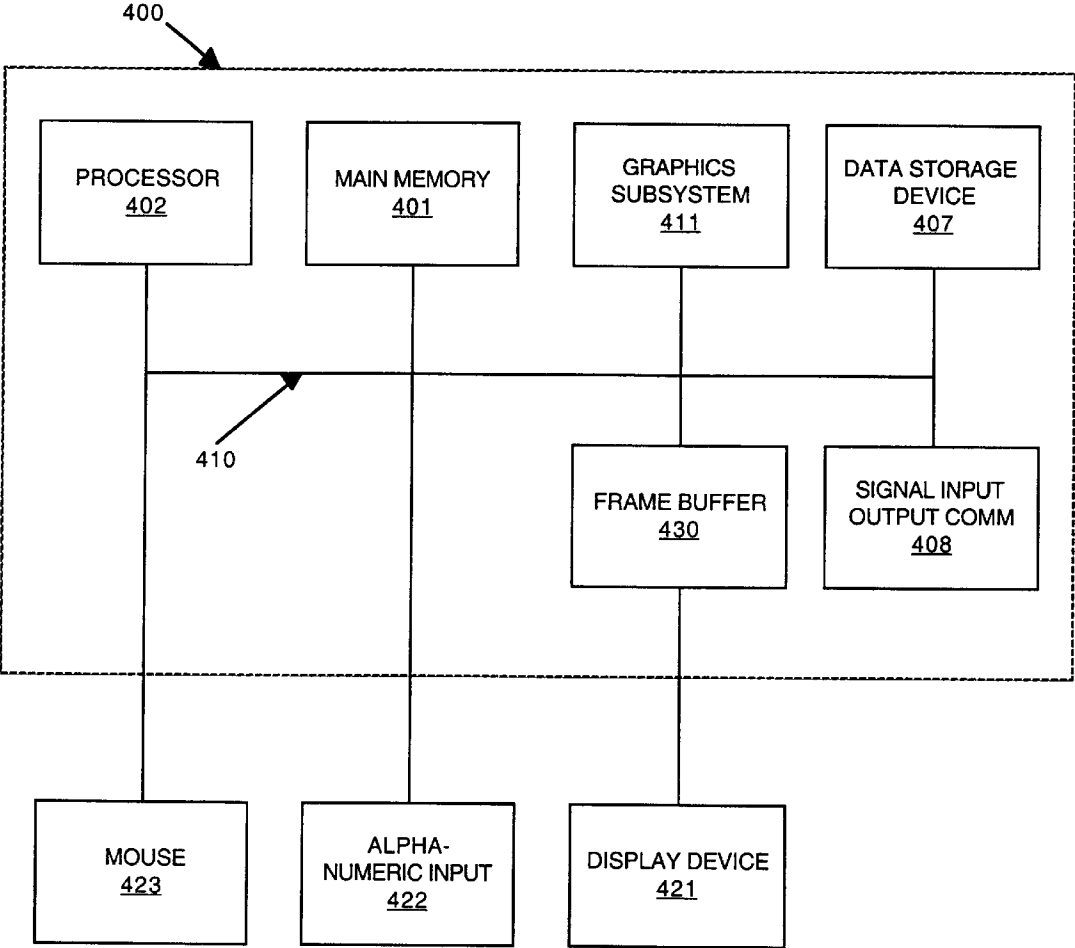 400
PROCESSOR
402
MAIN MEMORY
401
GRAPHICS
SUBSYSTEM
411
DATA STORAGE
DEVICE
407
410
FRAME BUFFER
430
SIGNAL INPUT
OUTPUT COMM
408
MOUSE
423
ALPHA-
NUMERIC INPUT
422
DISPLAY DEVICE
421